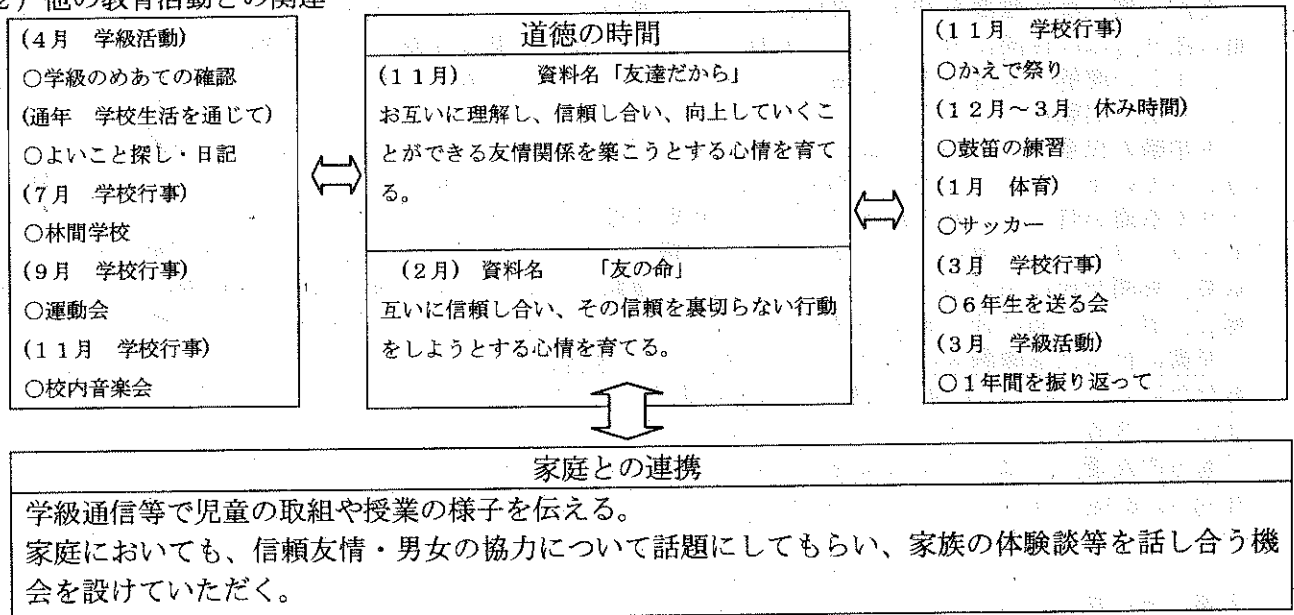 2) 他の教育活動との関連
(4月 学級活動)
○学級のめあての確認
(通年 学校生活を通じて)
○よいこと探し・日記
(7月 学校行事)
○林間学校
(9月 学校行事)
○運動会
(11月 学校行事)
○校内音楽会
道徳の時間
(11月) 資料名「友達だから」
お互いに理解し、信頼し合い、向上していくこ
とができる友情関係を築こうとする心情を育て
る。
(2月) 資料名 「友の命」
互いに信頼し合い、その信頼を裏切らない行動
をしようとする心情を育てる。
(11月 学校行事)
○かえで祭り
(12月～3月 休み時間)
○鼓笛の練習
(1月 体育)
○サッカー
(3月 学校行事)
○6年生を送る会
(3月 学級活動)
○1年間を振り返って
家庭との連携
学級通信等で児童の取組や授業の様子を伝える。
家庭においても、信頼友情・男女の協力について話題にしてもらい、家族の体験談等を話し合う機
会を設けていただく。